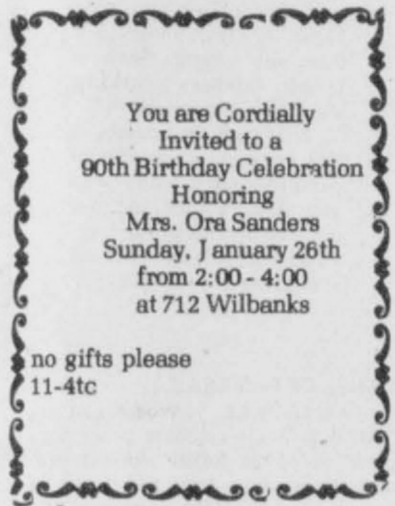 You are Cordially
Invited to a
90th Birthday Celebration
Honoring
Mrs. Ora Sanders
Sunday, January 26th
from 2:00 - 4:00
at 712 Wilbanks
no gifts please
11-4tc